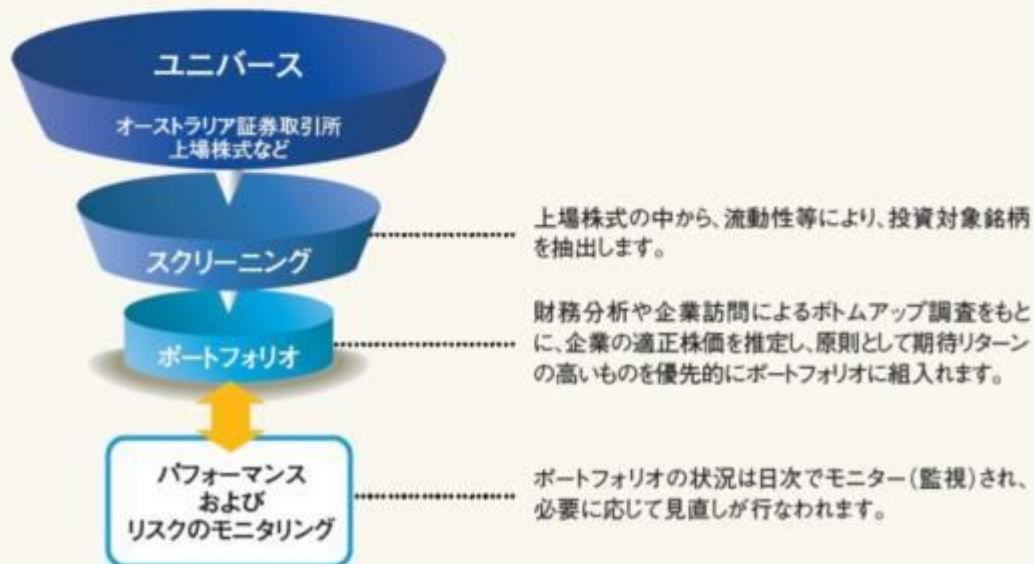 ユニバース
オーストラリア証券取引所
上場株式など
スクリーニング
上場株式の中から、流動性等により、投資対象銘柄
を抽出します。
ポートフォリオ
財務分析や企業訪問によるボトムアップ調査をもと
に、企業の適正株価を推定し、原則として期待リターン
の高いものを優先的にポートフォリオに組入れます。
パフォーマンス
および
リスクのモニタリング
ポートフォリオの状況は日次でモニター(監視)され、
必要に応じて見直しが行なわれます。